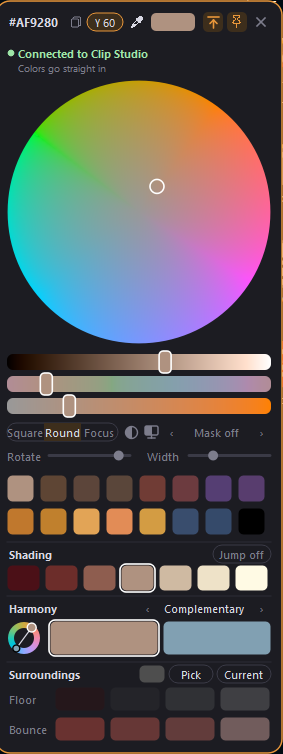 #AF9280 Y 60
Connected to Clip Studio
Colors go straight in
Square Round Focus Mask off
Rotate Width
Shading Jump off
Harmony Complementary
Surroundings Pick Current
Floor
Bounce